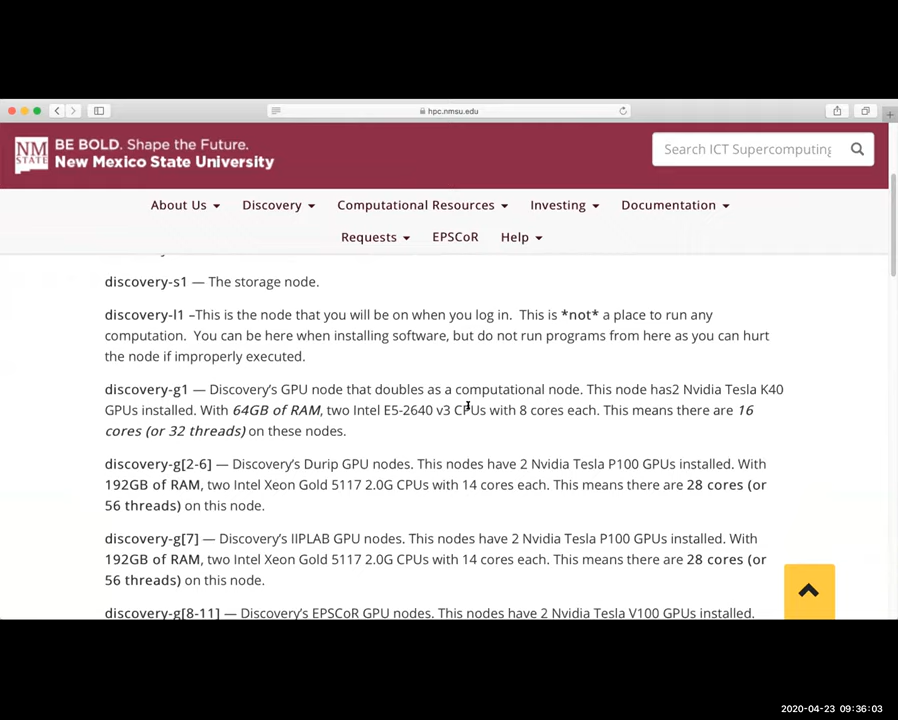 hpc.nmsu.edu
NM
STATE
BE BOLD. Shape the Future.
New Mexico State University
Search ICT Supercomputing
About Us Discovery Computational Resources Investing Documentation
Requests EPSCoR Help
discovery-s1 — The storage node.
discovery-l1 –This is the node that you will be on when you log in. This is *not* a place to run any
computation. You can be here when installing software, but do not run programs from here as you can hurt
the node if improperly executed.
discovery-g1 — Discovery’s GPU node that doubles as a computational node. This node has2 Nvidia Tesla K40
GPUs installed. With 64GB of RAM, two Intel E5-2640 v3 CPUs with 8 cores each. This means there are 16
cores (or 32 threads) on these nodes.
discovery-g[2-6] — Discovery’s Durip GPU nodes. This nodes have 2 Nvidia Tesla P100 GPUs installed. With
192GB of RAM, two Intel Xeon Gold 5117 2.0G CPUs with 14 cores each. This means there are 28 cores (or
56 threads) on this node.
discovery-g[7] — Discovery’s IIPLAB GPU nodes. This nodes have 2 Nvidia Tesla P100 GPUs installed. With
192GB of RAM, two Intel Xeon Gold 5117 2.0G CPUs with 14 cores each. This means there are 28 cores (or
56 threads) on this node.
discovery-g[8-11] — Discovery’s EPSCoR GPU nodes. This nodes have 2 Nvidia Tesla V100 GPUs installed.
2020-04-23 09:36:03